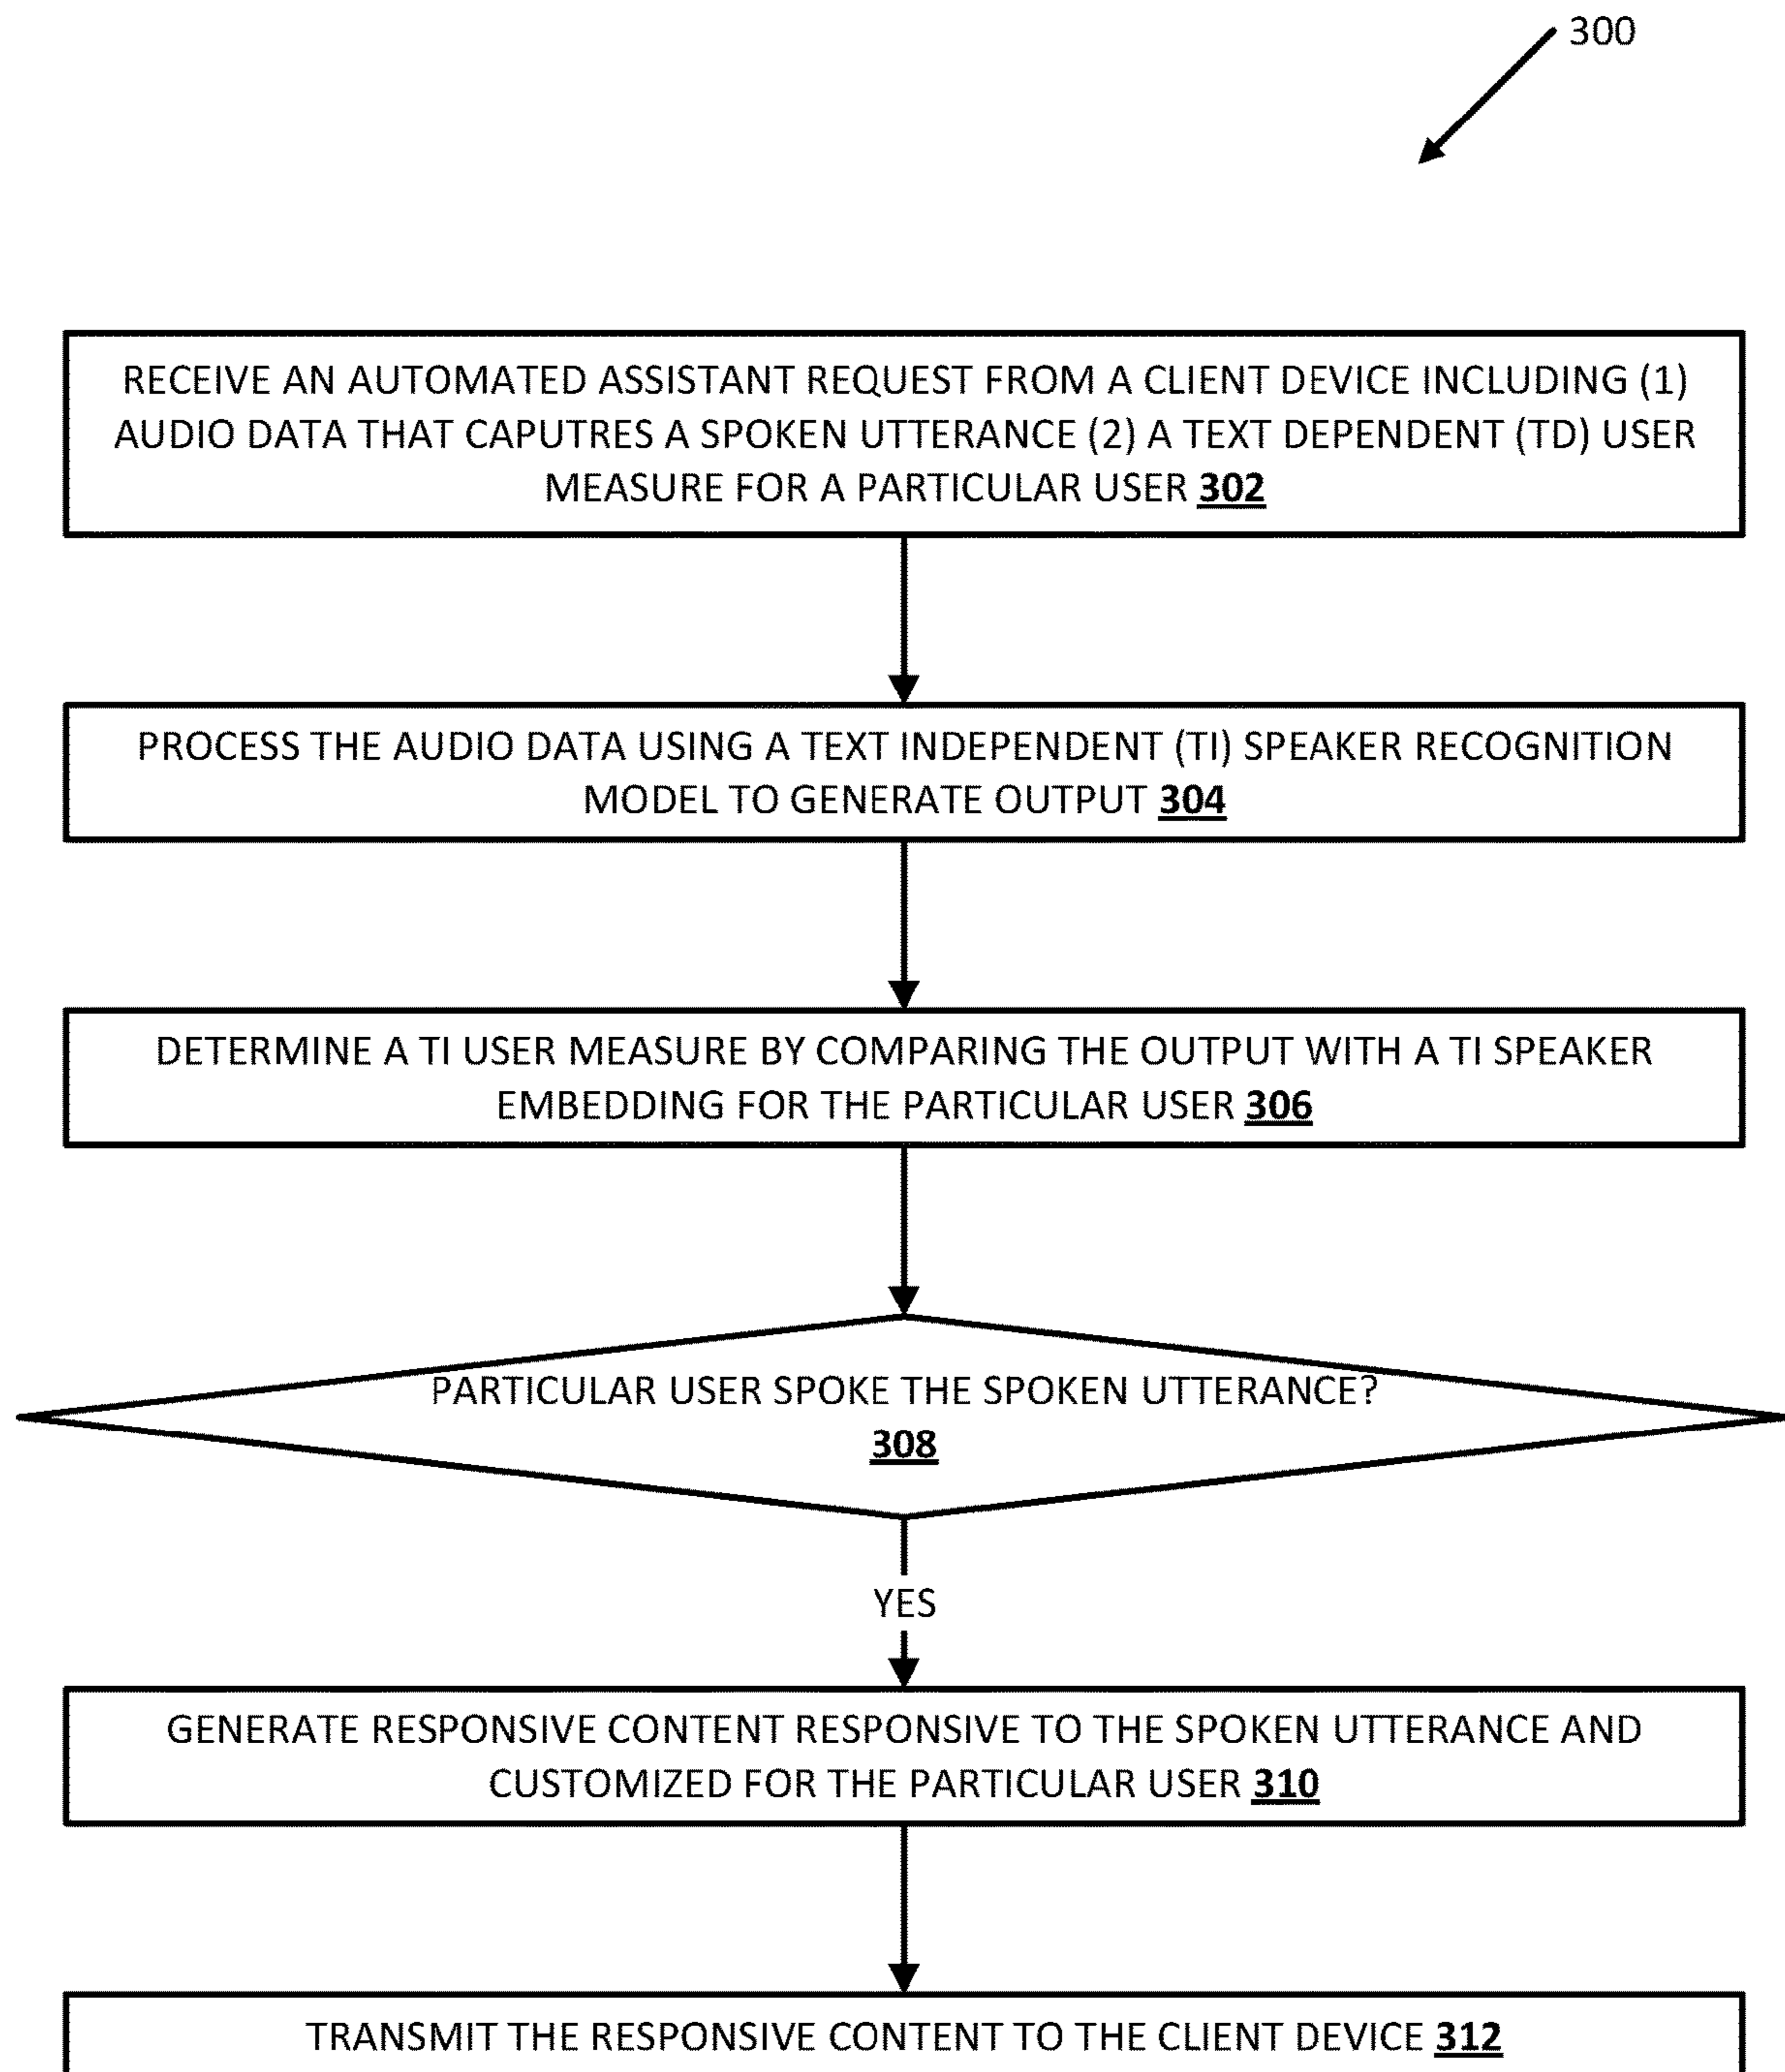 300
RECEIVE AN AUTOMATED ASSISTANT REQUEST FROM A CLIENT DEVICE INCLUDING (1)
AUDIO DATA THAT CAPUTRES A SPOKEN UTTERANCE (2) A TEXT DEPENDENT (TD) USER
MEASURE FOR A PARTICULAR USER 302
PROCESS THE AUDIO DATA USING A TEXT INDEPENDENT (TI) SPEAKER RECOGNITION
MODEL TO GENERATE OUTPUT 304
DETERMINE A TI USER MEASURE BY COMPARING THE OUTPUT WITH A TI SPEAKER
EMBEDDING FOR THE PARTICULAR USER 306
PARTICULAR USER SPOKE THE SPOKEN UTTERANCE?
308
YES
GENERATE RESPONSIVE CONTENT RESPONSIVE TO THE SPOKEN UTTERANCE AND
CUSTOMIZED FOR THE PARTICULAR USER 310
TRANSMIT THE RESPONSIVE CONTENT TO THE CLIENT DEVICE 312